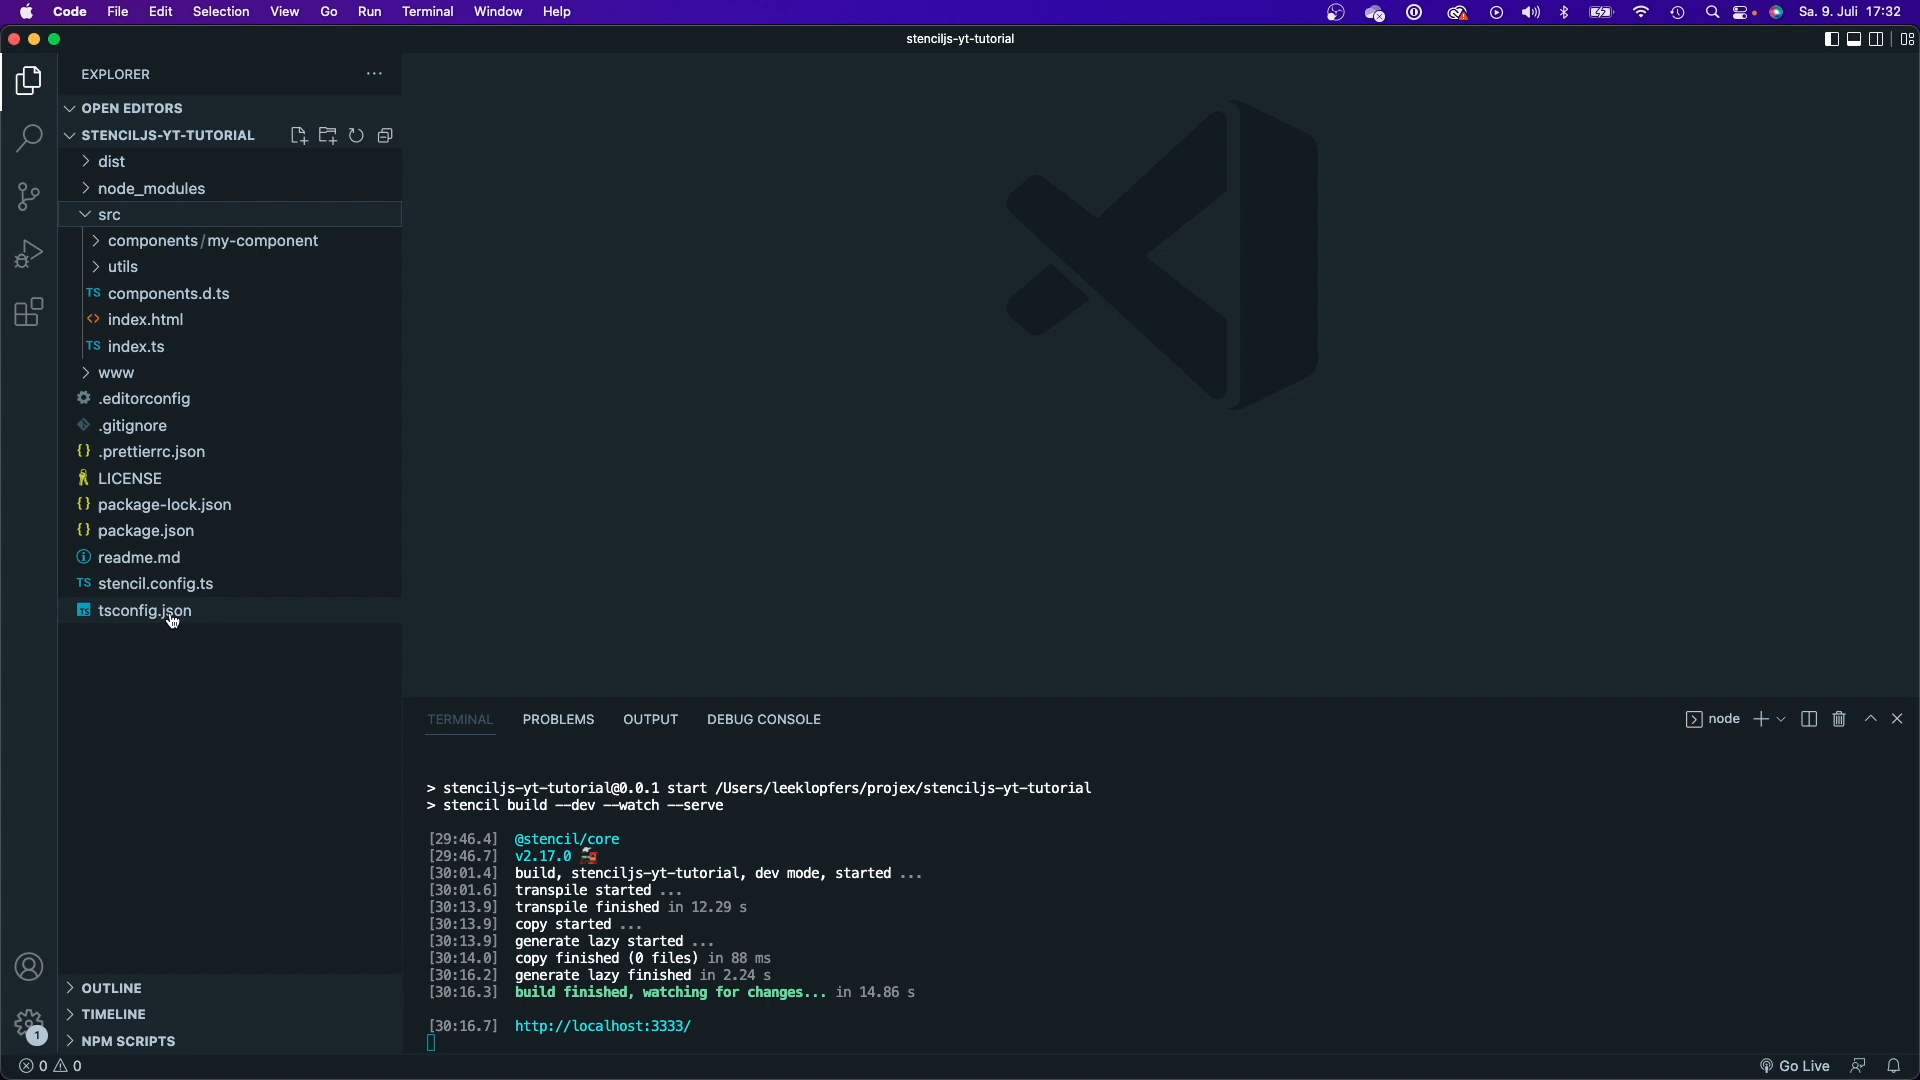 Code File Edit Selection View Go Run Terminal Window Help
Sa. 9. Juli 17:32
stenciljs-yt-tutorial
EXPLORER
OPEN EDITORS
STENCILJS-YT-TUTORIAL
dist
node_modules
src
components/my-component
utils
TS components.d.ts
<> index.html
TS index.ts
www
.editorconfig
.gitignore
{} .prettierrc.json
LICENSE
{} package-lock.json
{} package.json
readme.md
TS stencil.config.ts
TS tsconfig.json
OUTLINE
TIMELINE
1
NPM SCRIPTS
TERMINAL PROBLEMS OUTPUT DEBUG CONSOLE
node
> stenciljs-yt-tutorial@0.0.1 start /Users/leeklopfers/projex/stenciljs-yt-tutorial
> stencil build --dev --watch --serve
[29:46.4] @stencil/core
[29:46.7] v2.17.0 🚂
[30:01.4] build, stenciljs-yt-tutorial, dev mode, started ...
[30:01.6] transpile started ...
[30:13.9] transpile finished in 12.29 s
[30:13.9] copy started ...
[30:13.9] generate lazy started ...
[30:14.0] copy finished (0 files) in 88 ms
[30:16.2] generate lazy finished in 2.24 s
[30:16.3] build finished, watching for changes... in 14.86 s
[30:16.7] http://localhost:3333/
0 0
Go Live